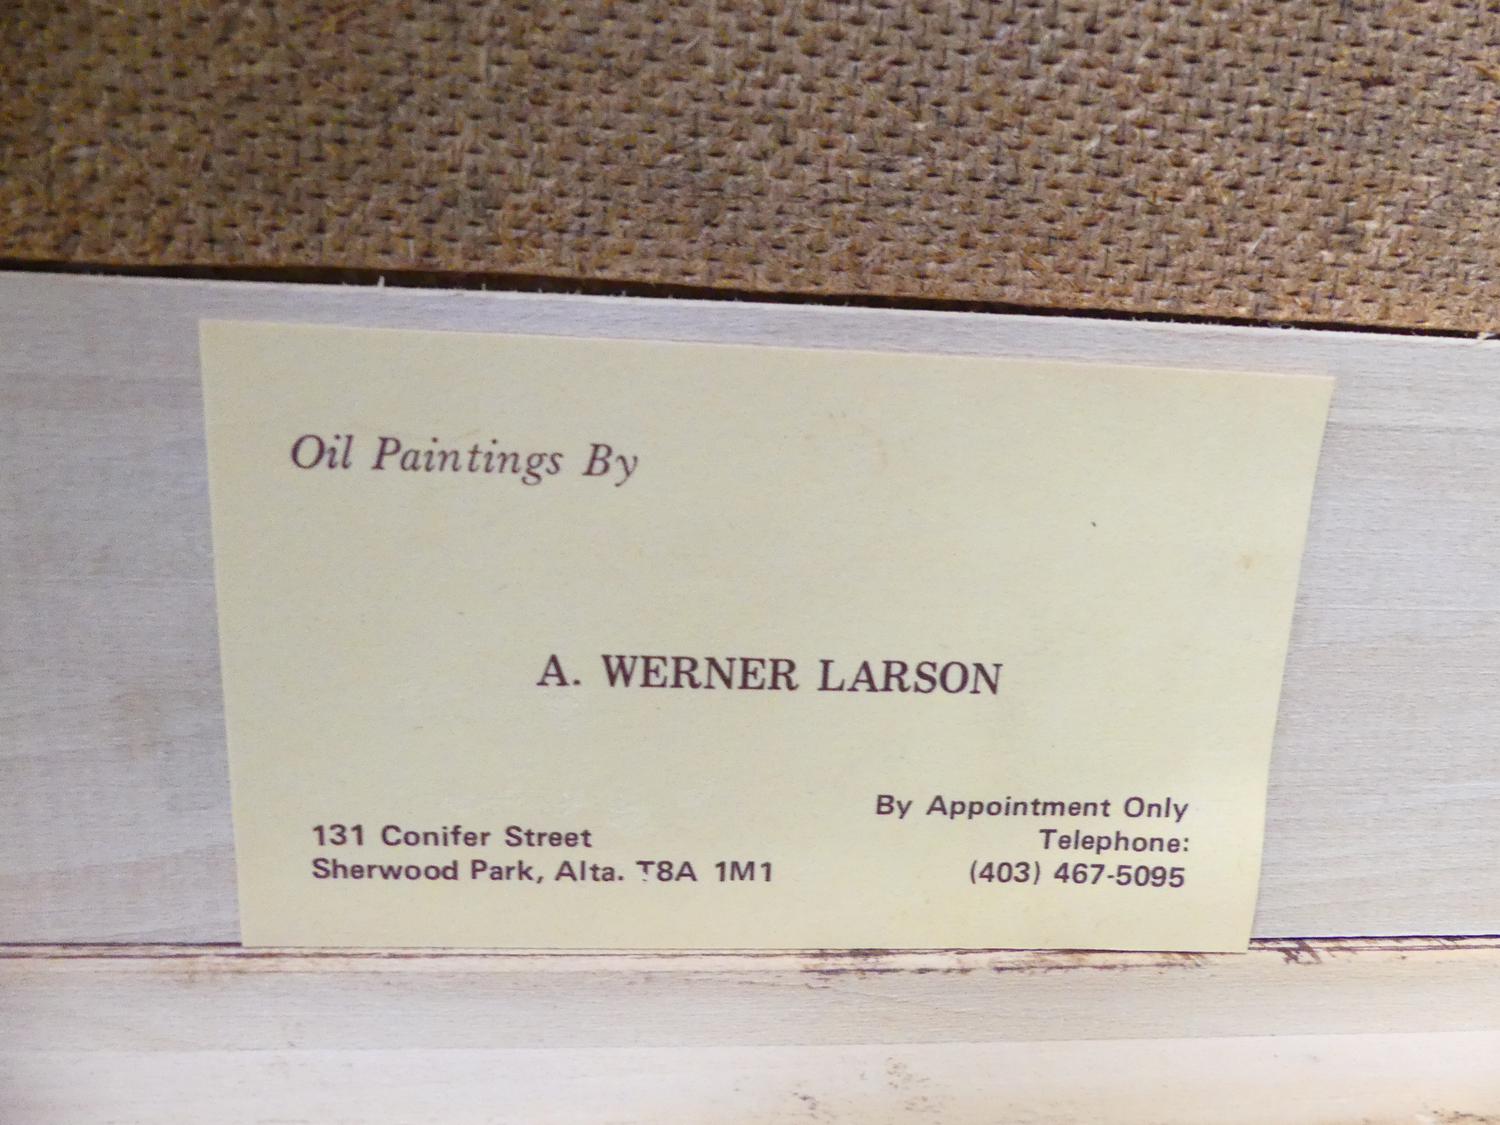 Oil Paintings By
A. WERNER LARSON
131 Conifer Street
Sherwood Park, Alta. T8A 1M1
By Appointment Only
Telephone:
(403) 467-5095